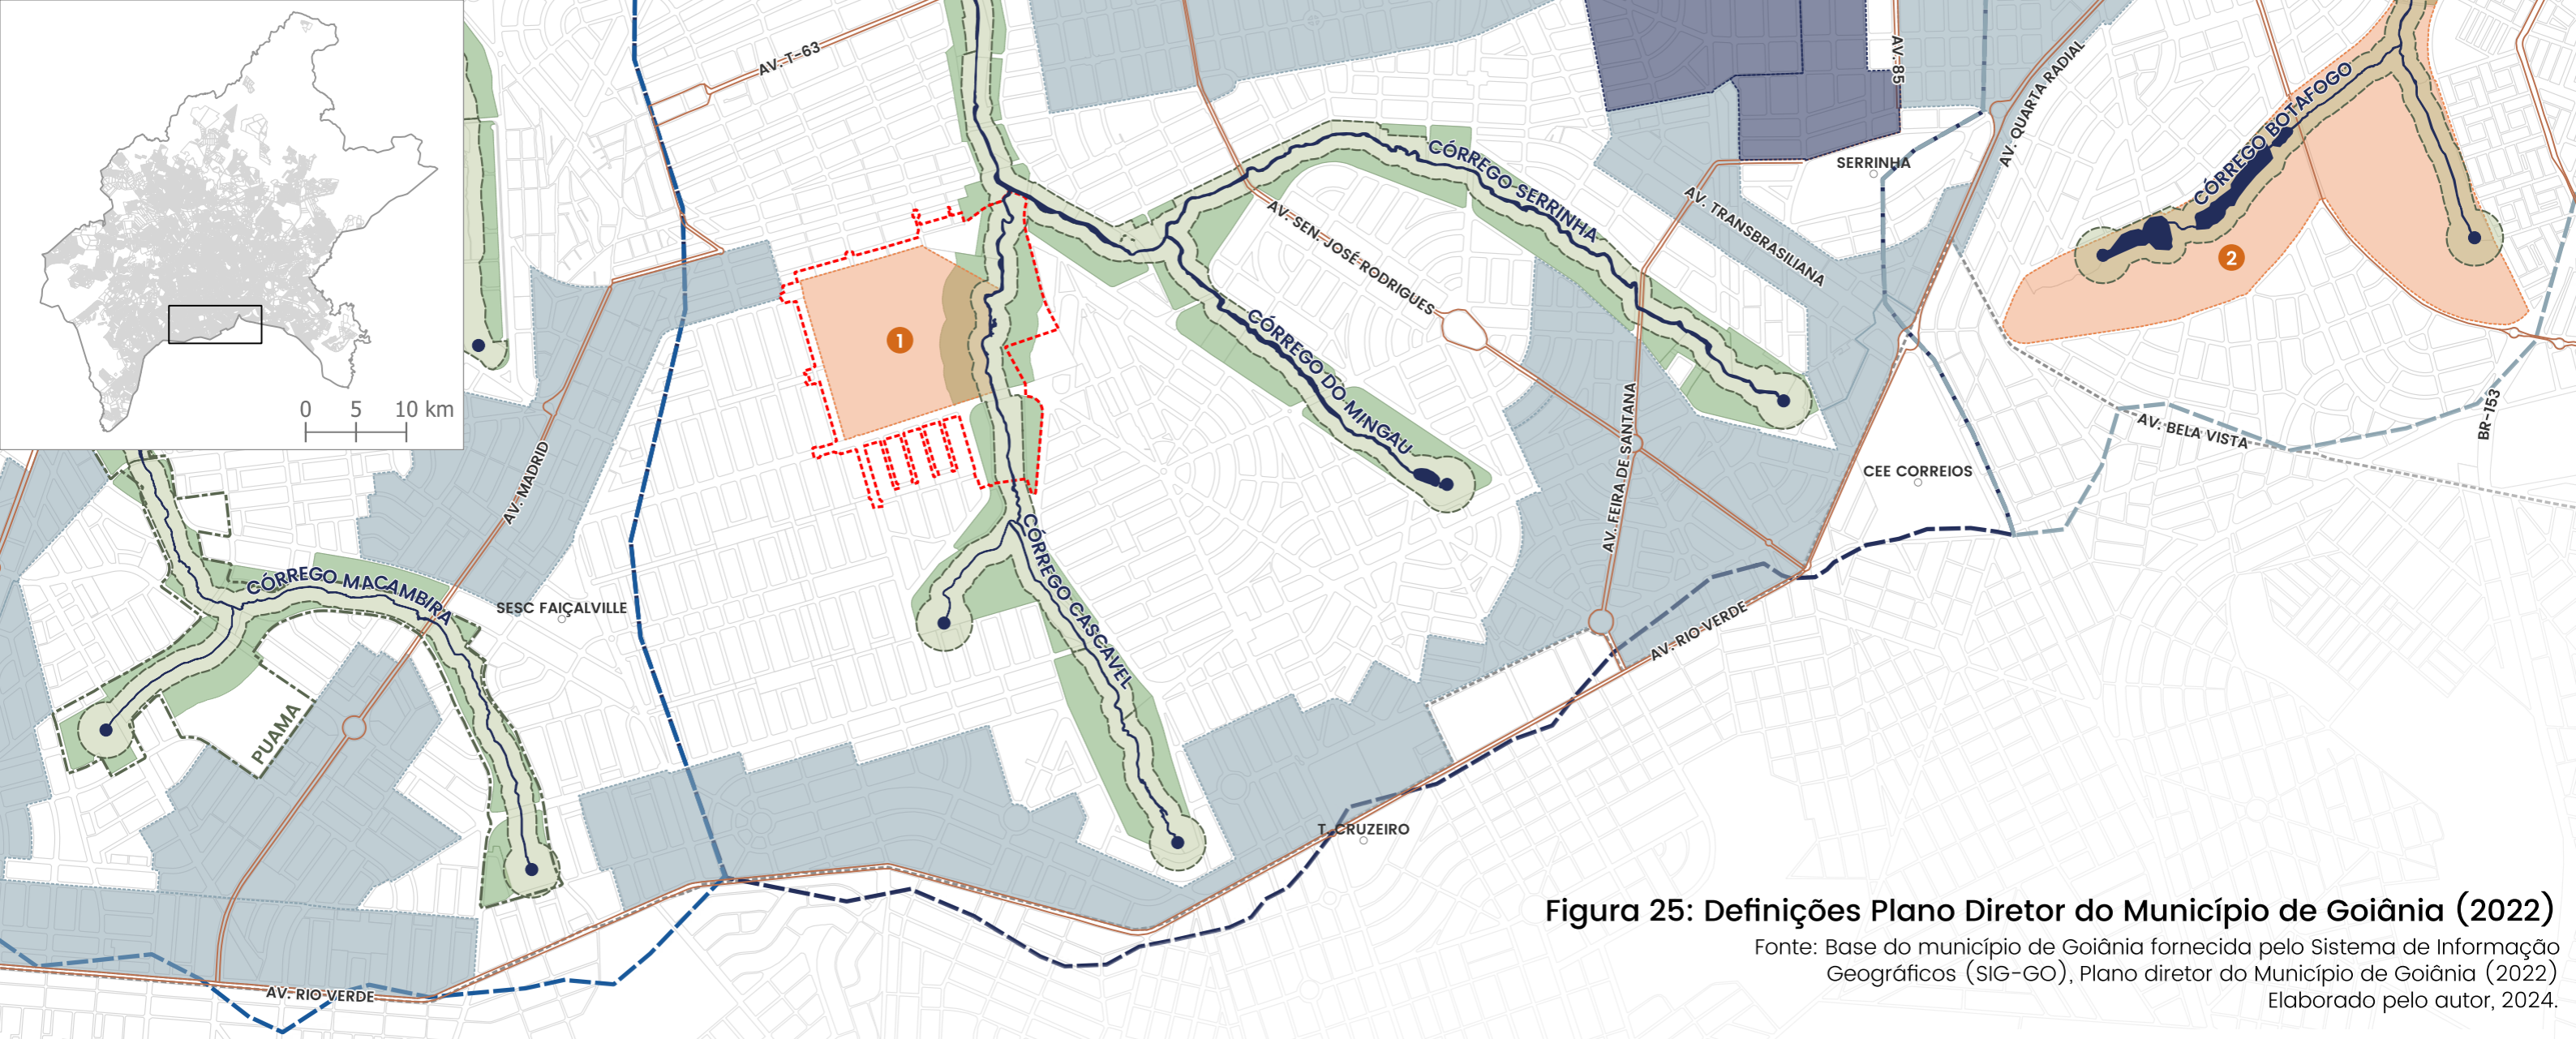 0 5 10 km
AV. T-63
AV. 85
AV. QUARTA RADIAL
CÓRREGO BOTAFOGO
SERRINHA
CÓRREGO SERRINHA
AV. TRANSBRASILIANA
AV. SEN. JOSÉ RODRIGUES
1
2
CÓRREGO DO MINGAU
AV. FEIRA DE SANTANA
AV. MADRID
CEE CORREIOS
AV. BELA VISTA
BR-153
CÓRREGO MACAMBIRA
SESC FAIÇALVILLE
CÓRREGO CASCAVEL
AV. RIO VERDE
PUAMA
T. CRUZEIRO
AV. RIO VERDE
Figura 25: Definições Plano Diretor do Município de Goiânia (2022)
Fonte: Base do município de Goiânia fornecida pelo Sistema de Informação
Geográficos (SIG-GO), Plano diretor do Município de Goiânia (2022)
Elaborado pelo autor, 2024.